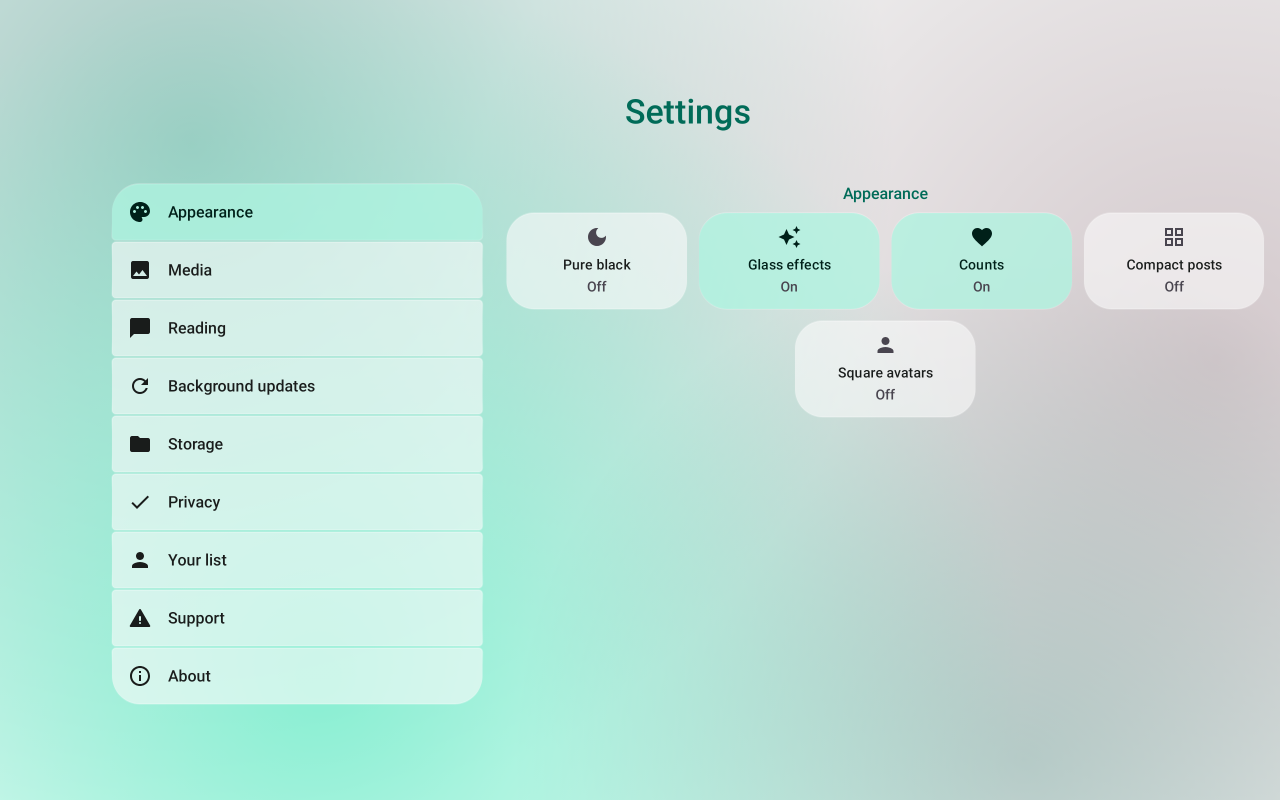 Settings
Appearance
Media
Reading
Background updates
Storage
Privacy
Your list
Support
About
Appearance
Pure black
Off
Glass effects
On
Counts
On
Compact posts
Off
Square avatars
Off